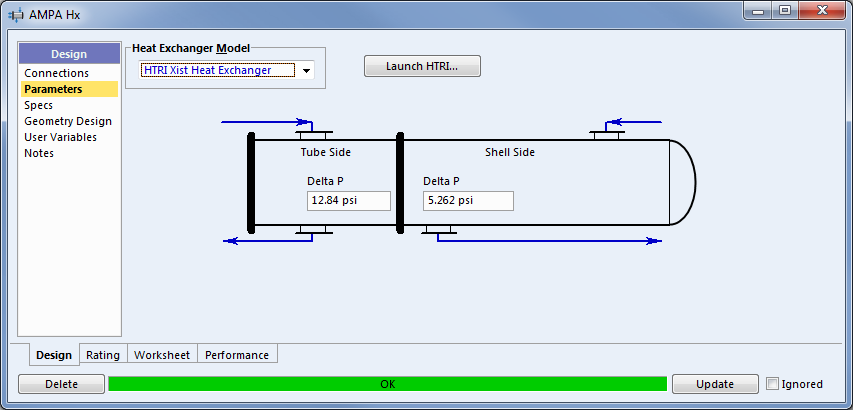 AMPA Hx
Design
Connections
Parameters
Specs
Geometry Design
User Variables
Notes
Heat Exchanger Model
HTRI Xist Heat Exchanger
Launch HTRI...
Tube Side
Shell Side
Delta P
Delta P
12.84 psi
5.262 psi
Design
Rating
Worksheet
Performance
Delete
OK
Update
Ignored